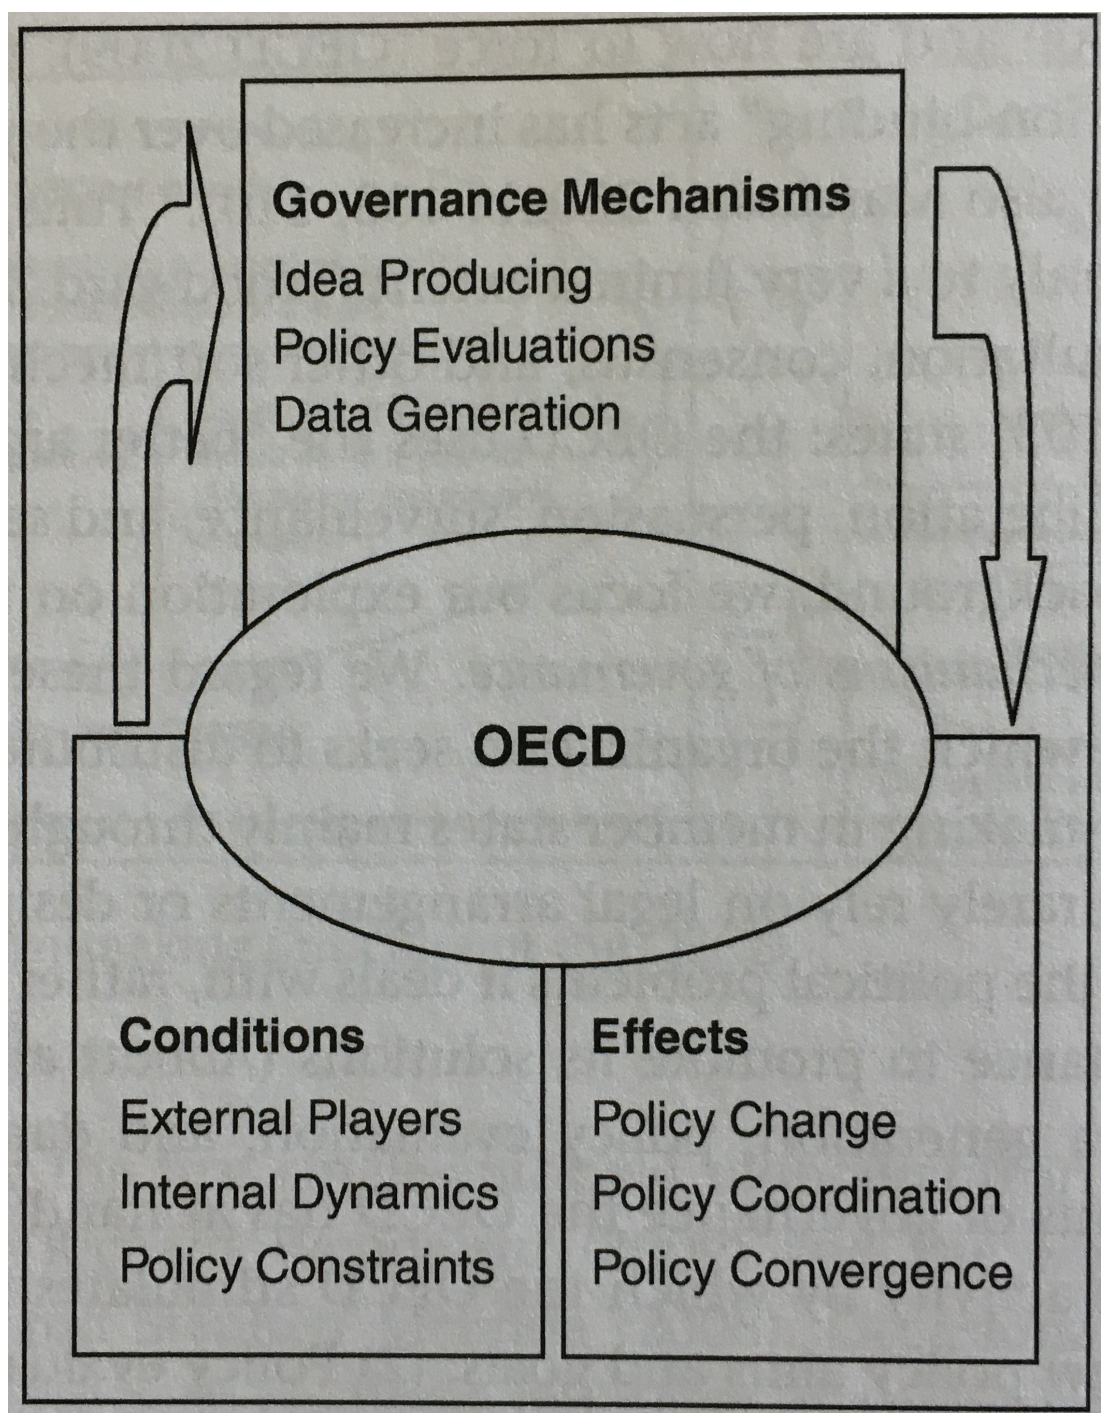 Governance Mechanisms
Idea Producing
Policy Evaluations
Data Generation
OECD
Conditions
External Players
Internal Dynamics
Policy Constraints
Effects
Policy Change
Policy Coordination
Policy Convergence